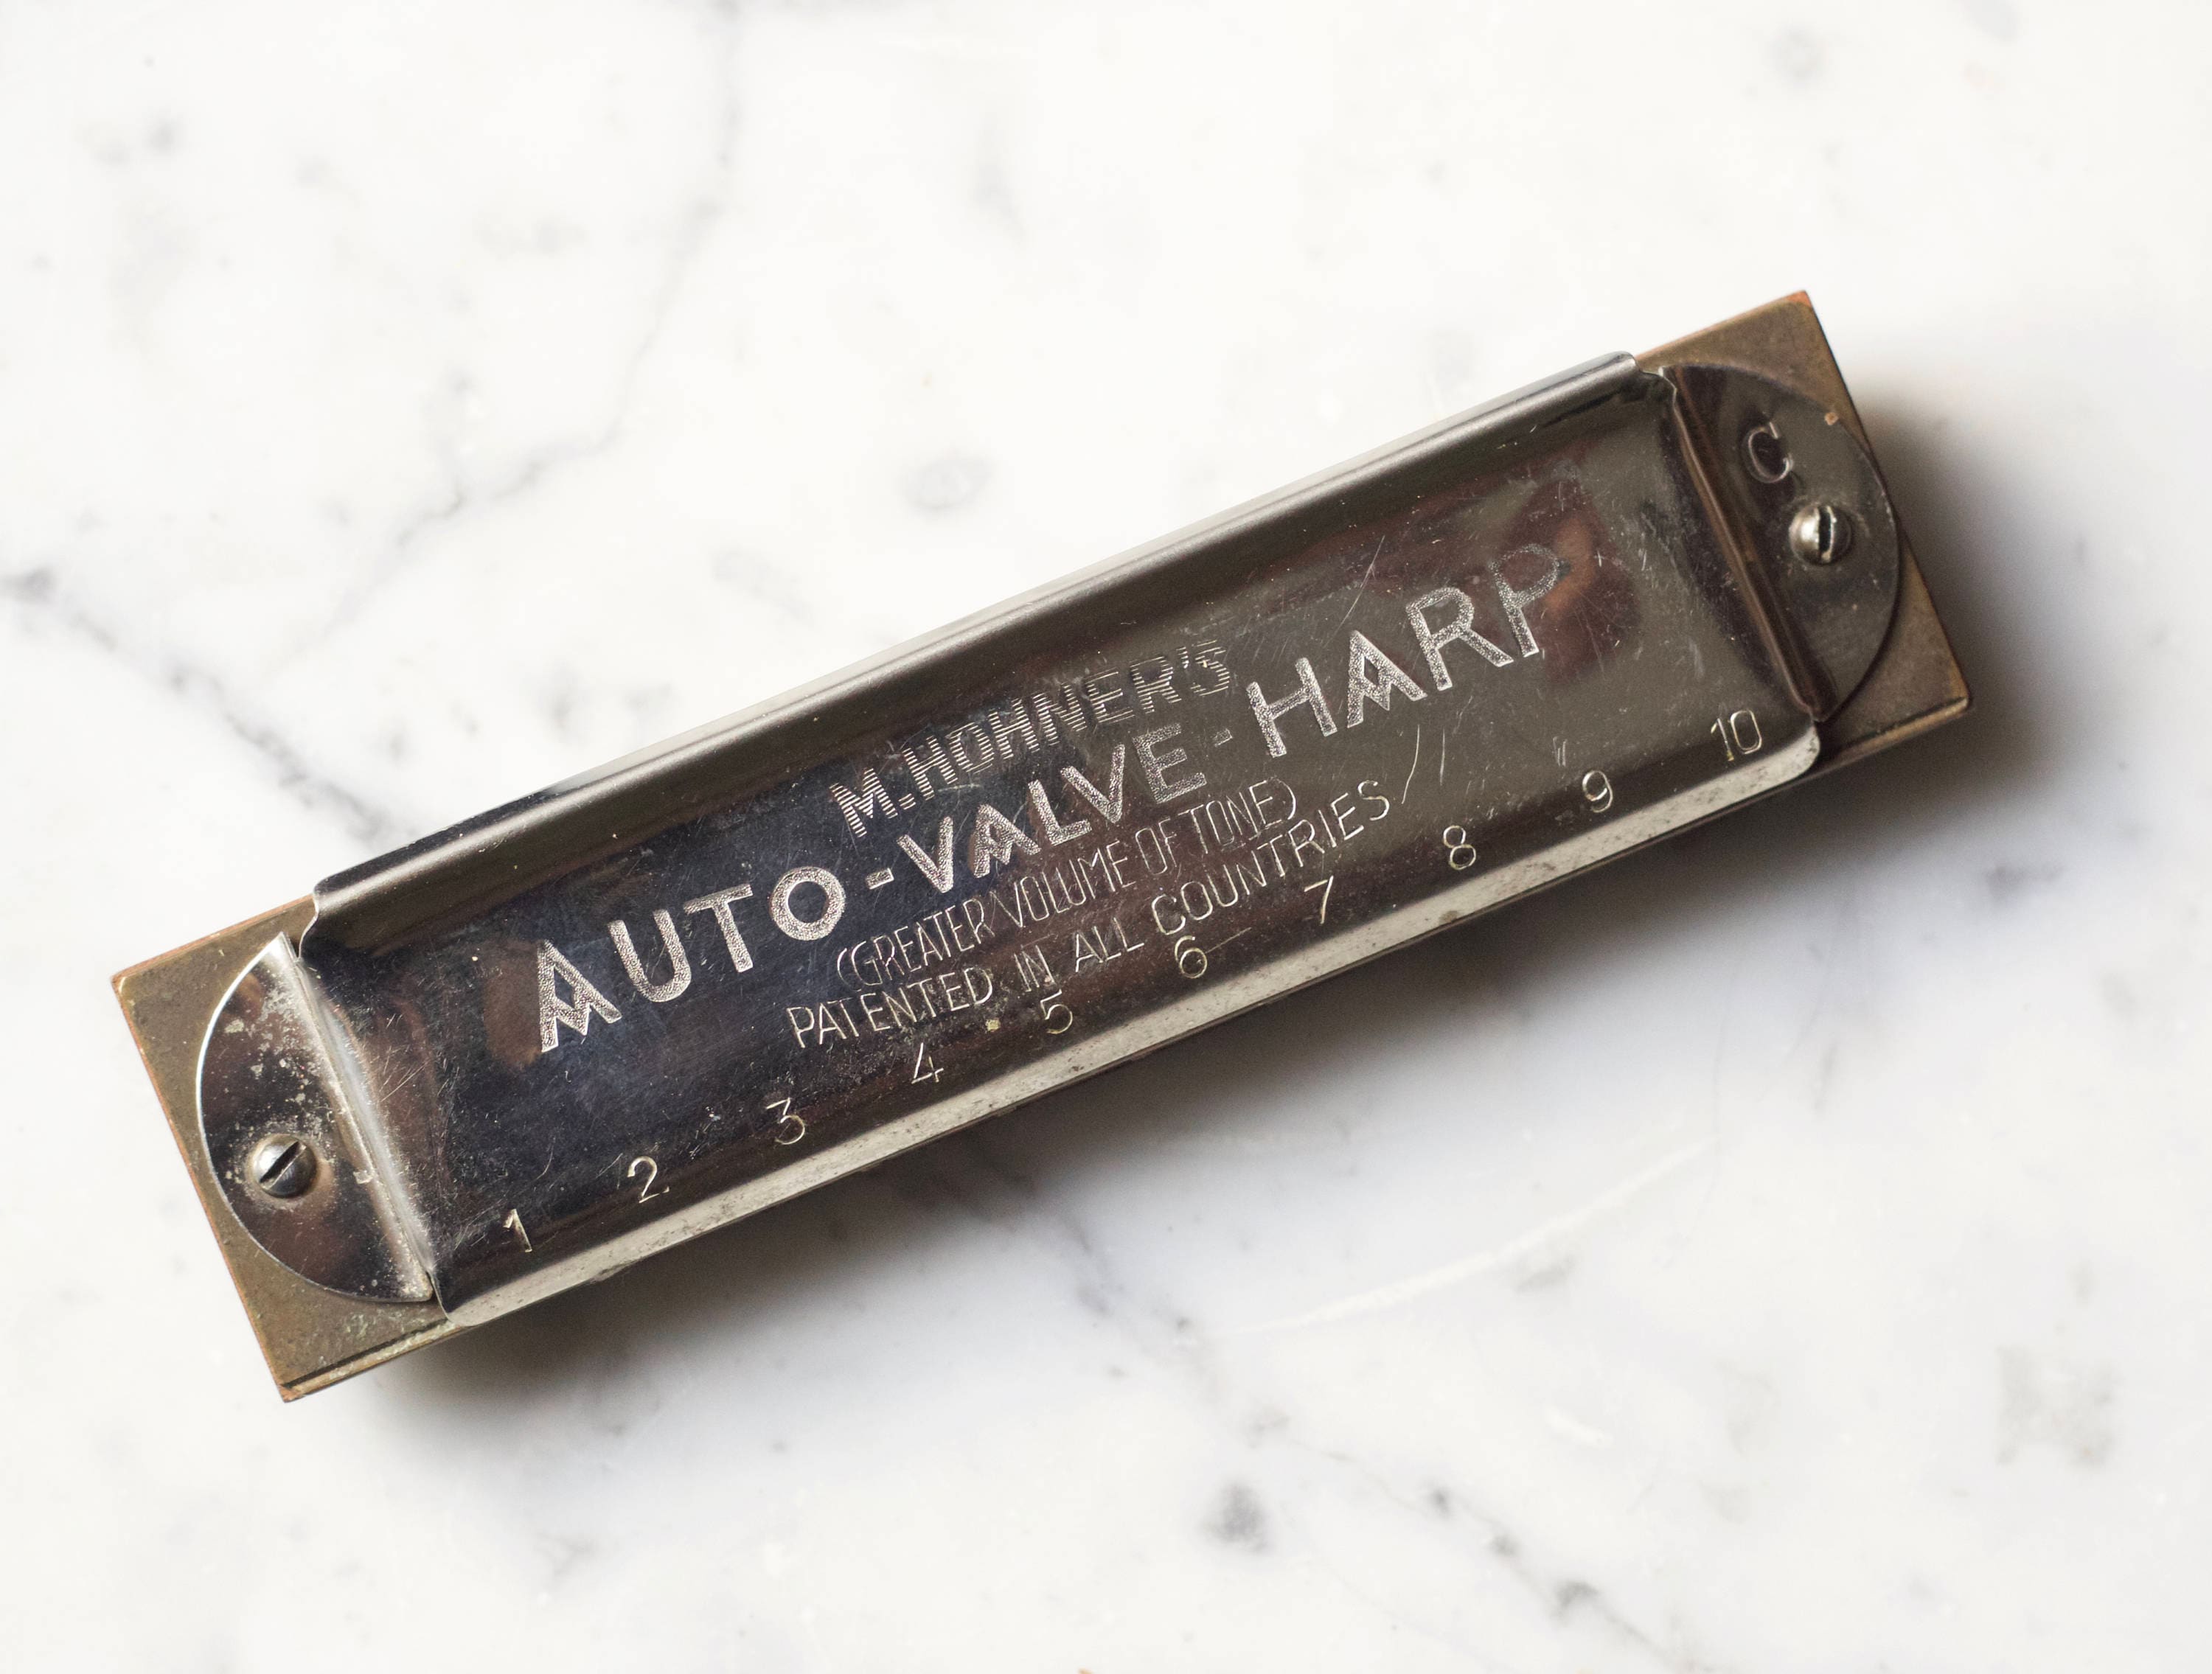 C
M. HOHNER'S
AUTO-VALVE-HARP
(GREATER VOLUME OF TONE)
PATENTED IN ALL COUNTRIES
1 2 3 4 5 6 7 8 9 10